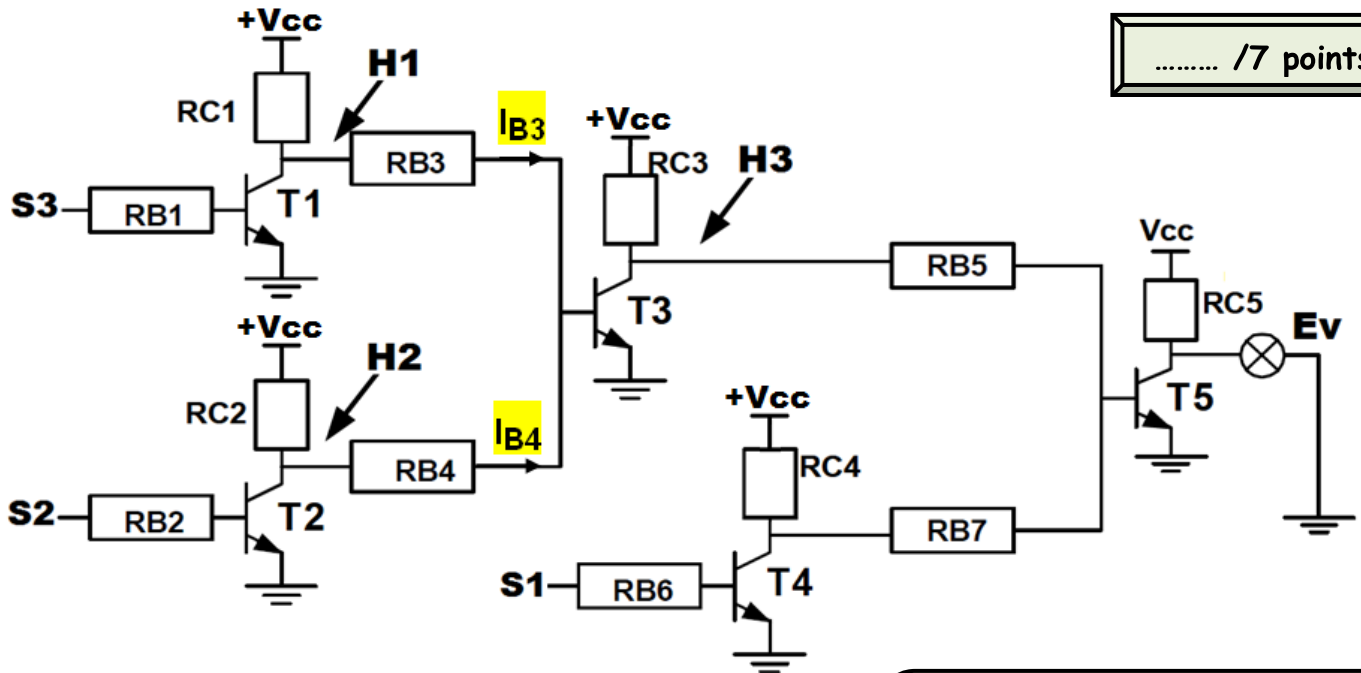 +Vcc
......... /7 points
H1
RC1
IB3
+Vcc
RB3
RC3
H3
S3
RB1
T1
Vcc
RB5
RC5
+Vcc
T3
Ev
H2
RC2
+Vcc
T5
IB4
RC4
RB4
S2
RB2
T2
RB7
S1
RB6
T4